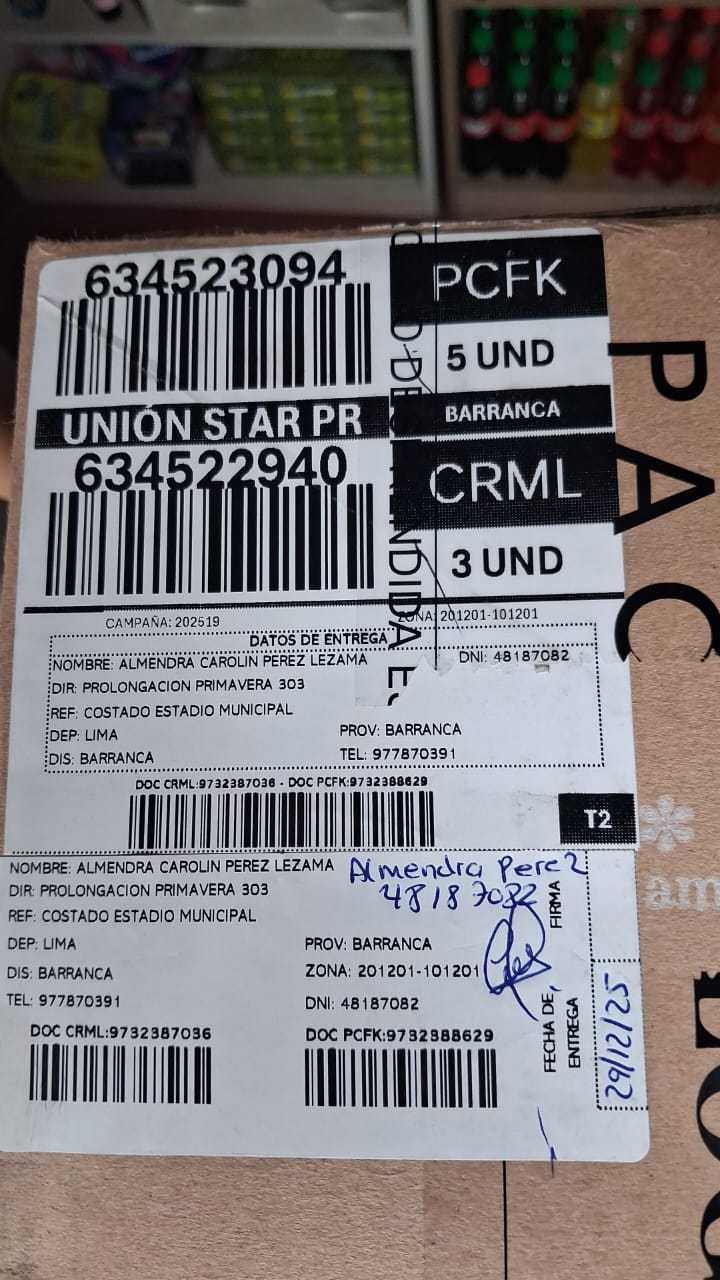 634523094
PCFK
5 UND
UNIÓN STAR PR
BARRANCA
634522940
CRML
3 UND
CAMPAÑA: 202519
ZONA: 201201-101201
DATOS DE ENTREGA
NOMBRE: ALMENDRA CAROLIN PEREZ LEZAMA
DNI: 48187082
DIR: PROLONGACION PRIMAVERA 303
REF: COSTADO ESTADIO MUNICIPAL
DEP: LIMA
PROV: BARRANCA
DIS: BARRANCA
TEL: 977870391
DOC CRML:9732387036 - DOC PCFK:9732388629
T2
NOMBRE: ALMENDRA CAROLIN PEREZ LEZAMA
Almendra Perez
DIR: PROLONGACION PRIMAVERA 303
48187082
REF: COSTADO ESTADIO MUNICIPAL
FIRMA
DEP: LIMA
PROV: BARRANCA
DIS: BARRANCA
ZONA: 201201-101201
TEL: 977870391
DNI: 48187082
FECHA DE
ENTREGA
29/12/25
DOC CRML:9732387036
DOC PCFK:9732388629
PAC
am